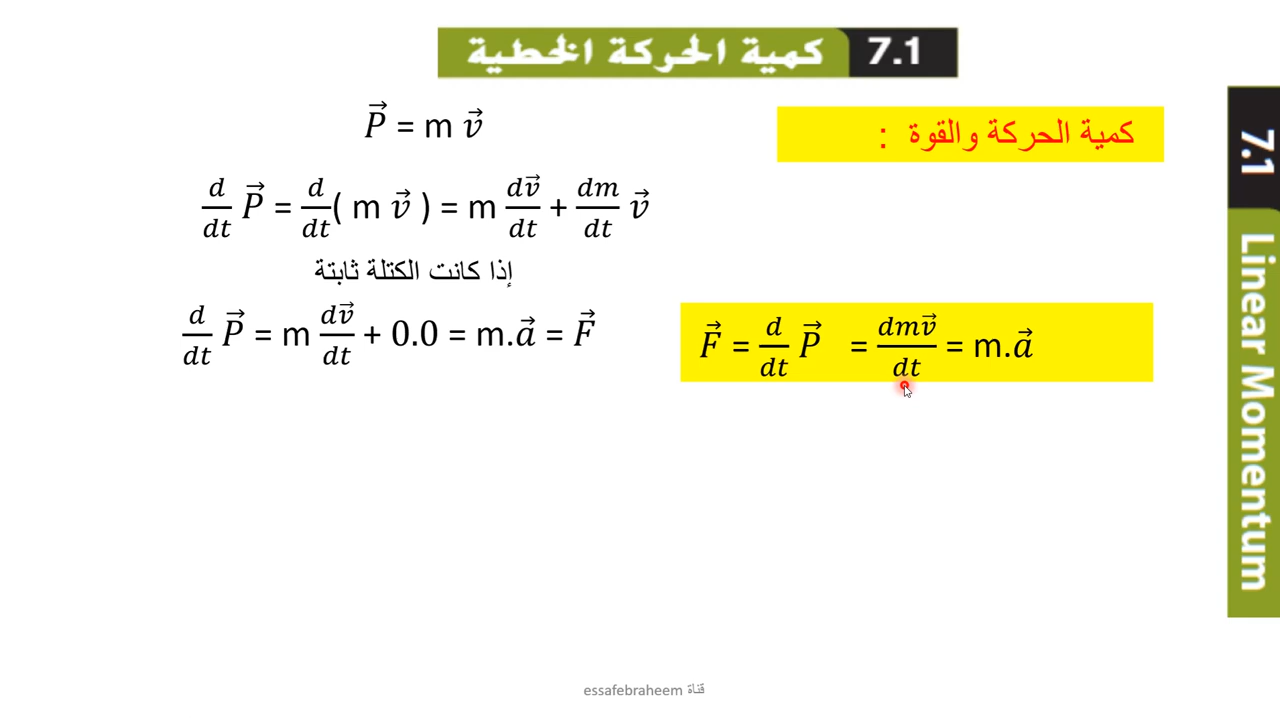 7.1 كمية الحركة الخطية
كمية الحركة والقوة :
P⃗ = m v⃗
d/dt P⃗ = d/dt ( m v⃗ ) = m dv⃗/dt + dm/dt v⃗
إذا كانت الكتلة ثابتة
d/dt P⃗ = m dv⃗/dt + 0.0 = m.a⃗ = F⃗
F⃗ = d/dt P⃗ = dmv⃗/dt = m.a⃗
7.1 Linear Momentum
قناة essafebraheem